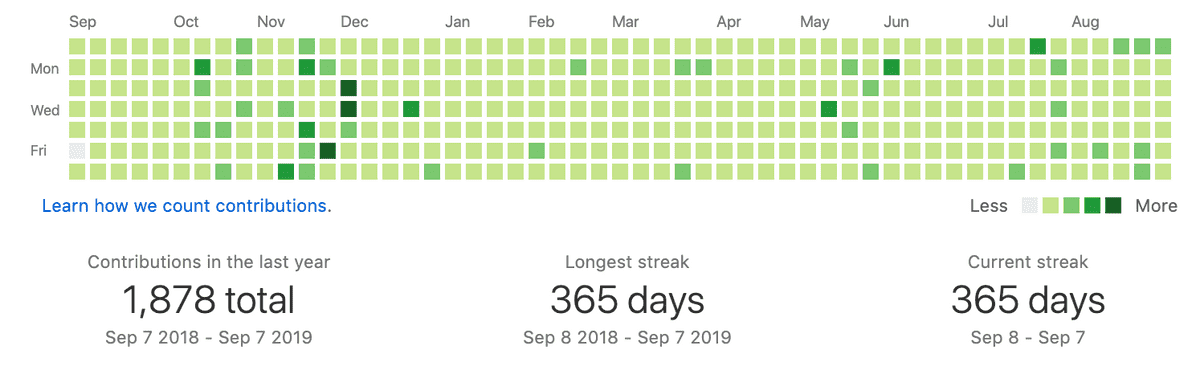 Sep Oct Nov Dec Jan Feb Mar Apr May Jun Jul Aug
Mon
Wed
Fri
Learn how we count contributions.
Less More
Contributions in the last year
1,878 total
Sep 7 2018 - Sep 7 2019
Longest streak
365 days
Sep 8 2018 - Sep 7 2019
Current streak
365 days
Sep 8 - Sep 7